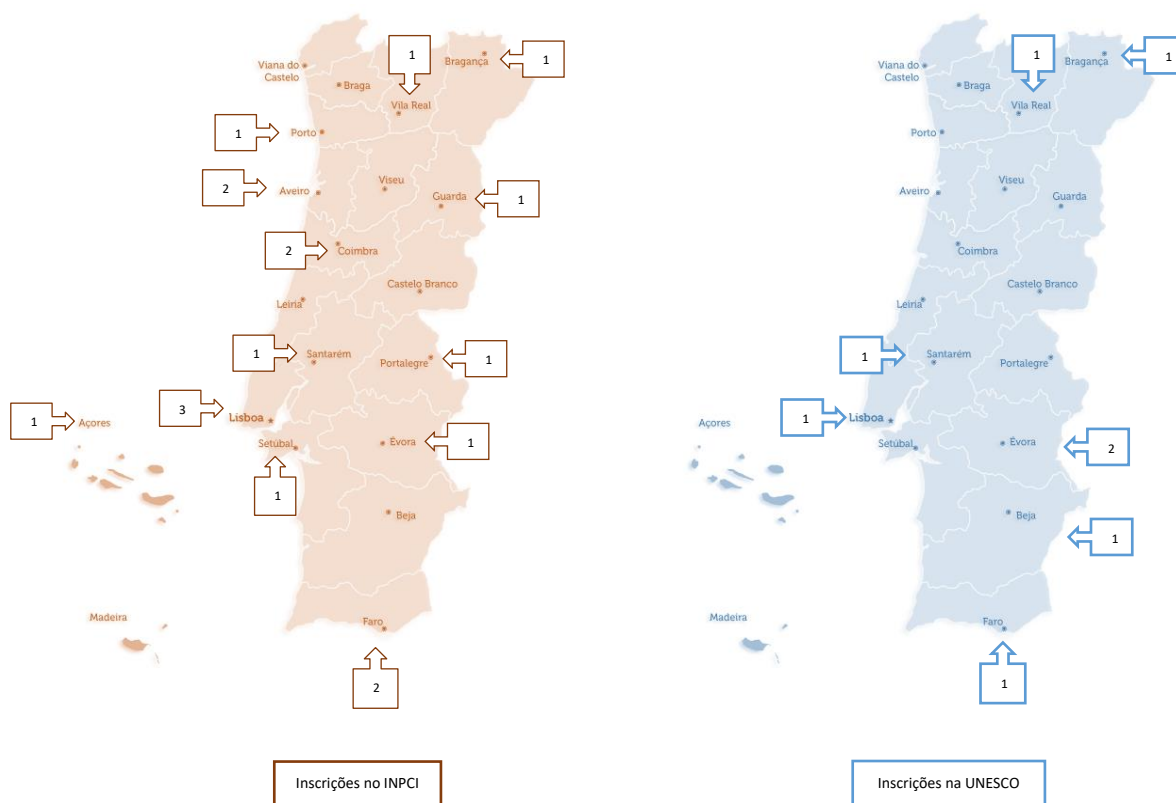 1
1
Viana do
Castelo
Bragança
Braga
Vila Real
1
Porto
2
Aveiro
Viseu
Guarda
1
2
Coimbra
Castelo Branco
Leiria
1
Santarém
Portalegre
1
3
1
Açores
Lisboa
Setúbal
Évora
1
1
Beja
Madeira
Faro
2
Inscrições no INPCI
1
1
Viana do
Castelo
Bragança
Braga
Vila Real
Porto
Aveiro
Viseu
Guarda
Coimbra
Castelo Branco
Leiria
1
Santarém
Portalegre
1
Açores
Lisboa
Setúbal
Évora
2
Beja
1
Madeira
Faro
1
Inscrições na UNESCO